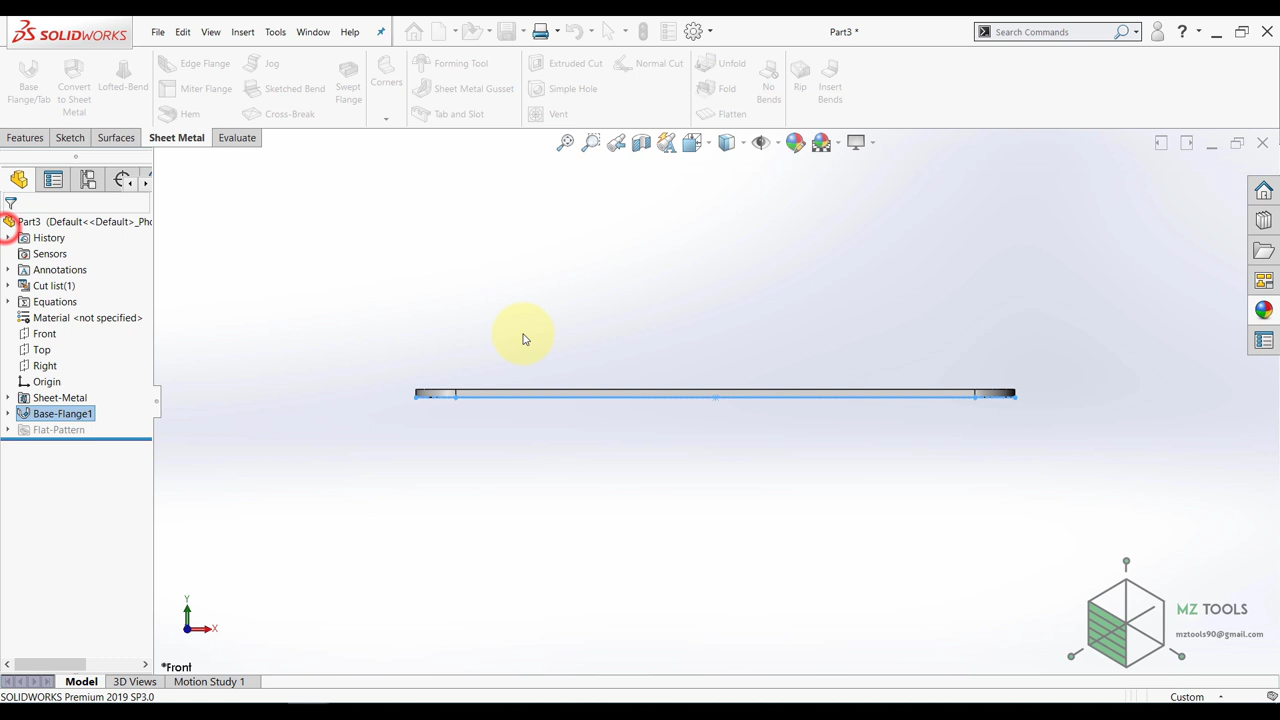 SOLIDWORKS File Edit View Insert Tools Window Help Part3 * Search Commands ?
Base Flange/Tab Convert to Sheet Metal Lofted-Bend Edge Flange Miter Flange Hem Jog Sketched Bend Cross-Break Swept Flange Corners Forming Tool Sheet Metal Gusset Tab and Slot Extruded Cut Simple Hole Vent Normal Cut Unfold Fold Flatten No Bends Rip Insert Bends
Features Sketch Surfaces Sheet Metal Evaluate
Part3 (Default<<Default>_Pho
History
Sensors
Annotations
Cut list(1)
Equations
Material <not specified>
Front
Top
Right
Origin
Sheet-Metal
Base-Flange1
Flat-Pattern
Y
X
*Front
MZ TOOLS
mztools90@gmail.com
Model 3D Views Motion Study 1
SOLIDWORKS Premium 2019 SP3.0 Custom